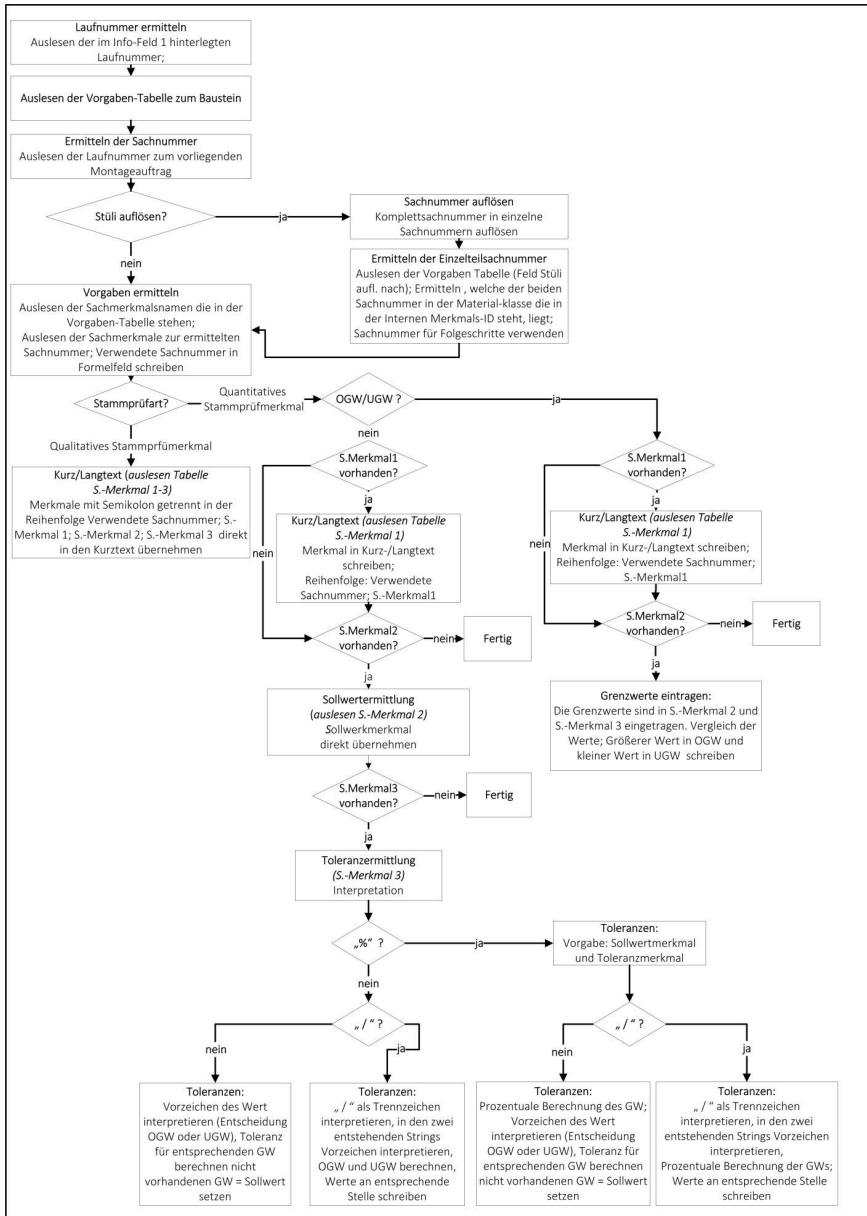 Laufnummer ermitteln
Auslesen der im Info-Feld 1 hinterlegten
Laufnummer;
Auslesen der Vorgaben-Tabelle zum Baustein
Ermitteln der Sachnummer
Auslesen der Laufnummer zum vorliegenden
Montageauftrag
Stüli auflösen?
ja
Sachnummer auflösen
Komplettsachnummer in einzelne
Sachnummern auflösen
Ermitteln der Einzelteilsachnummer
Auslesen der Vorgaben Tabelle (Feld Stüli
aufl. nach); Ermitteln , welche der beiden
Sachnummer in der Material-klasse die in
der Internen Merkmals-ID steht, liegt;
Sachnummer für Folgeschritte verwenden
nein
Vorgaben ermitteln
Auslesen der Sachmerkmalsnamen die in der
Vorgaben-Tabelle stehen;
Auslesen der Sachmerkmale zur ermittelten
Sachnummer; Verwendete Sachnummer in
Formelfeld schreiben
Stammprüfart?
Quantitatives
Stammprüfmerkmal
OGW/UGW ?
ja
Qualitatives Stammprfümerkmal
Kurz/Langtext (auslesen Tabelle
S.-Merkmal 1-3)
Merkmale mit Semikolon getrennt in der
Reihenfolge Verwendete Sachnummer; S.-
Merkmal 1; S.-Merkmal 2; S.-Merkmal 3 direkt
in den Kurztext übernehmen
nein
S.Merkmal1
vorhanden?
ja
nein
Kurz/Langtext (auslesen Tabelle
S.-Merkmal 1)
Merkmal in Kurz-/Langtext
schreiben;
Reihenfolge: Verwendete
Sachnummer; S.-Merkmal1
S.Merkmal2
vorhanden?
nein
Fertig
ja
Sollwertermittlung
(auslesen S.-Merkmal 2)
Sollwerkmerkmal
direkt übernehmen
S.Merkmal3
vorhanden?
nein
Fertig
ja
Toleranzermittlung
(S.-Merkmal 3)
Interpretation
S.Merkmal1
vorhanden?
ja
nein
Kurz/Langtext (auslesen Tabelle
S.-Merkmal 1)
Merkmal in Kurz-/Langtext schreiben;
Reihenfolge: Verwendete Sachnummer;
S.-Merkmal1
S.Merkmal2
vorhanden?
nein
Fertig
ja
Grenzwerte eintragen:
Die Grenzwerte sind in S.-Merkmal 2 und
S.-Merkmal 3 eingetragen. Vergleich der
Werte; Größerer Wert in OGW und
kleiner Wert in UGW schreiben
„%“ ?
ja
Toleranzen:
Vorgabe: Sollwertmerkmal
und Toleranzmerkmal
nein
„ / “ ?
nein
ja
Toleranzen:
Vorzeichen des Wert
interpretieren (Entscheidung
OGW oder UGW), Toleranz
für entsprechenden GW
berechnen nicht
vorhandenen GW = Sollwert
setzen
Toleranzen:
„ / “ als Trennzeichen
interpretieren, in den zwei
entstehenden Strings
Vorzeichen interpretieren,
OGW und UGW berechnen,
Werte an entsprechende
Stelle schreiben
„ / “ ?
nein
ja
Toleranzen:
Prozentuale Berechnung des GW;
Vorzeichen des Wert
interpretieren (Entscheidung
OGW oder UGW), Toleranz für
entsprechenden GW berechnen
nicht vorhandenen GW = Sollwert
setzen
Toleranzen:
„ / “ als Trennzeichen
interpretieren, in den zwei
entstehenden Strings Vorzeichen
interpretieren,
Prozentuale Berechnung der GWs;
Werte an entsprechende Stelle
schreiben